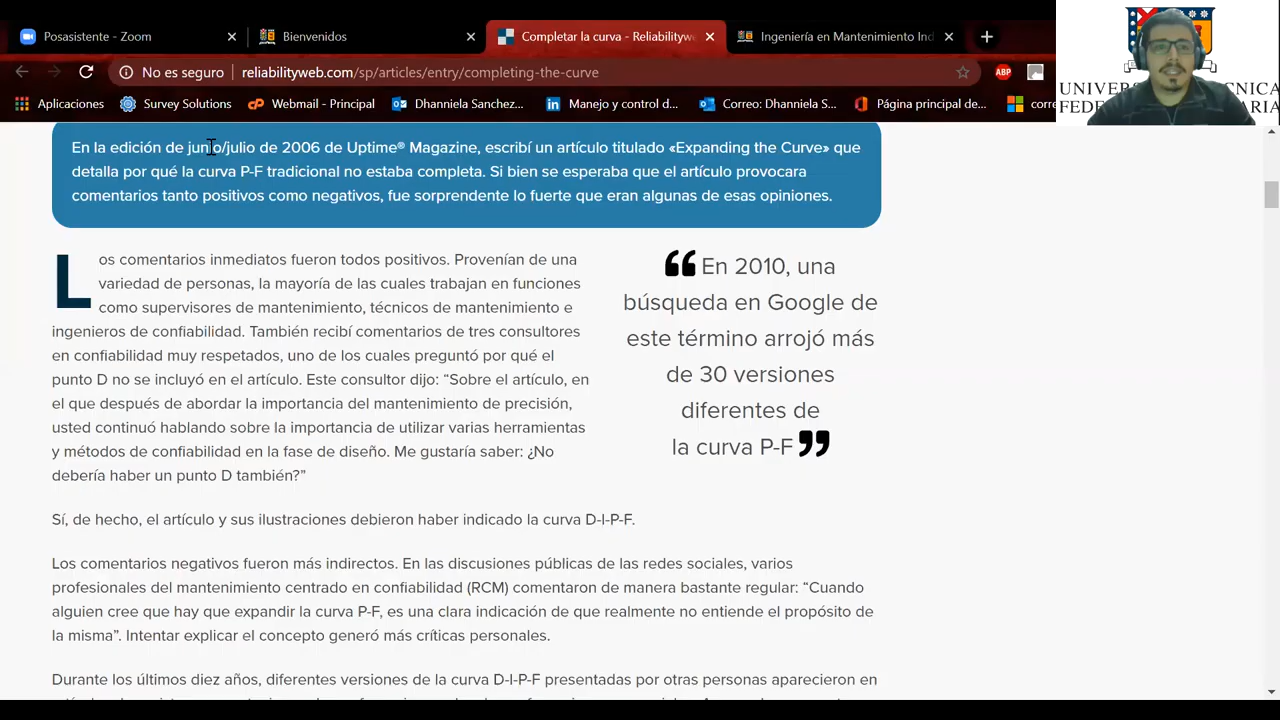 Posasistente - Zoom
Bienvenidos
Completar la curva - Reliabilityw
Ingeniería en Mantenimiento Ind
No es seguro
reliabilityweb.com/sp/articles/entry/completing-the-curve
ABP
Aplicaciones
Survey Solutions
Webmail - Principal
Dhanniela Sanchez...
Manejo y control d...
Correo: Dhanniela S...
Página principal de...
En la edición de junio/julio de 2006 de Uptime® Magazine, escribí un artículo titulado «Expanding the Curve» que
detalla por qué la curva P-F tradicional no estaba completa. Si bien se esperaba que el artículo provocara
comentarios tanto positivos como negativos, fue sorprendente lo fuerte que eran algunas de esas opiniones.
Los comentarios inmediatos fueron todos positivos. Provenían de una
variedad de personas, la mayoría de las cuales trabajan en funciones
como supervisores de mantenimiento, técnicos de mantenimiento e
ingenieros de confiabilidad. También recibí comentarios de tres consultores
en confiabilidad muy respetados, uno de los cuales preguntó por qué el
punto D no se incluyó en el artículo. Este consultor dijo: “Sobre el artículo, en
el que después de abordar la importancia del mantenimiento de precisión,
usted continuó hablando sobre la importancia de utilizar varias herramientas
y métodos de confiabilidad en la fase de diseño. Me gustaría saber: ¿No
debería haber un punto D también?”
“En 2010, una
búsqueda en Google de
este término arrojó más
de 30 versiones
diferentes de
la curva P-F”
Sí, de hecho, el artículo y sus ilustraciones debieron haber indicado la curva D-I-P-F.
Los comentarios negativos fueron más indirectos. En las discusiones públicas de las redes sociales, varios
profesionales del mantenimiento centrado en confiabilidad (RCM) comentaron de manera bastante regular: “Cuando
alguien cree que hay que expandir la curva P-F, es una clara indicación de que realmente no entiende el propósito de
la misma”. Intentar explicar el concepto generó más críticas personales.
Durante los últimos diez años, diferentes versiones de la curva D-I-P-F presentadas por otras personas aparecieron en